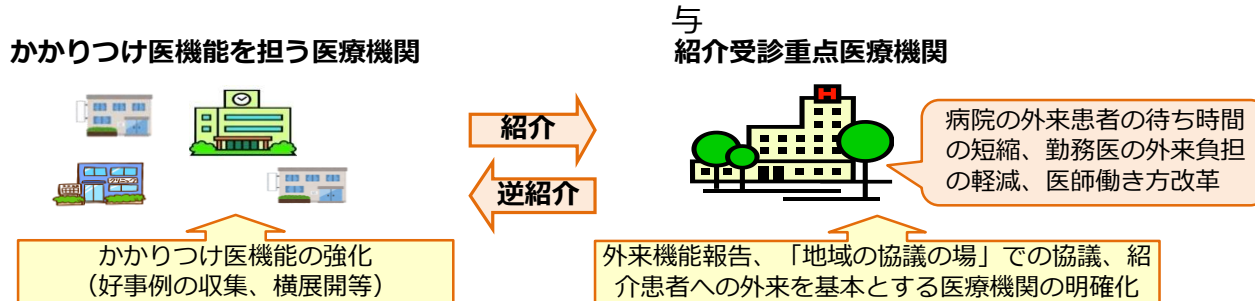 与
かかりつけ医機能を担う医療機関
紹介受診重点医療機関
紹介
逆紹介
病院の外来患者の待ち時間
の短縮、勤務医の外来負担
の軽減、医師働き方改革
かかりつけ医機能の強化
（好事例の収集、横展開等）
外来機能報告、「地域の協議の場」での協議、紹
介患者への外来を基本とする医療機関の明確化
H